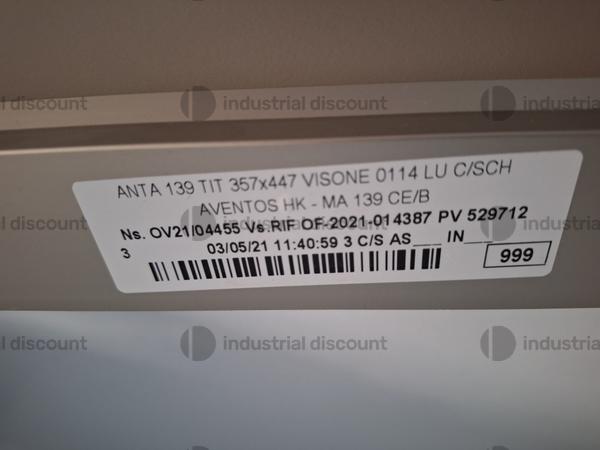 industrial discount
industrial discount
ANTA 139 TIT 357x447 VISONE 0114 LU C/SCH
AVENTOS HK - MA 139 CE/B
Ns. OV21/04455 Vs.RIF OF-2021-014387 PV 529712
3 03/05/21 11:40:59 3 C/S AS___ IN___
999
industrial discount
industrial discount
industrial discount
industrial discount